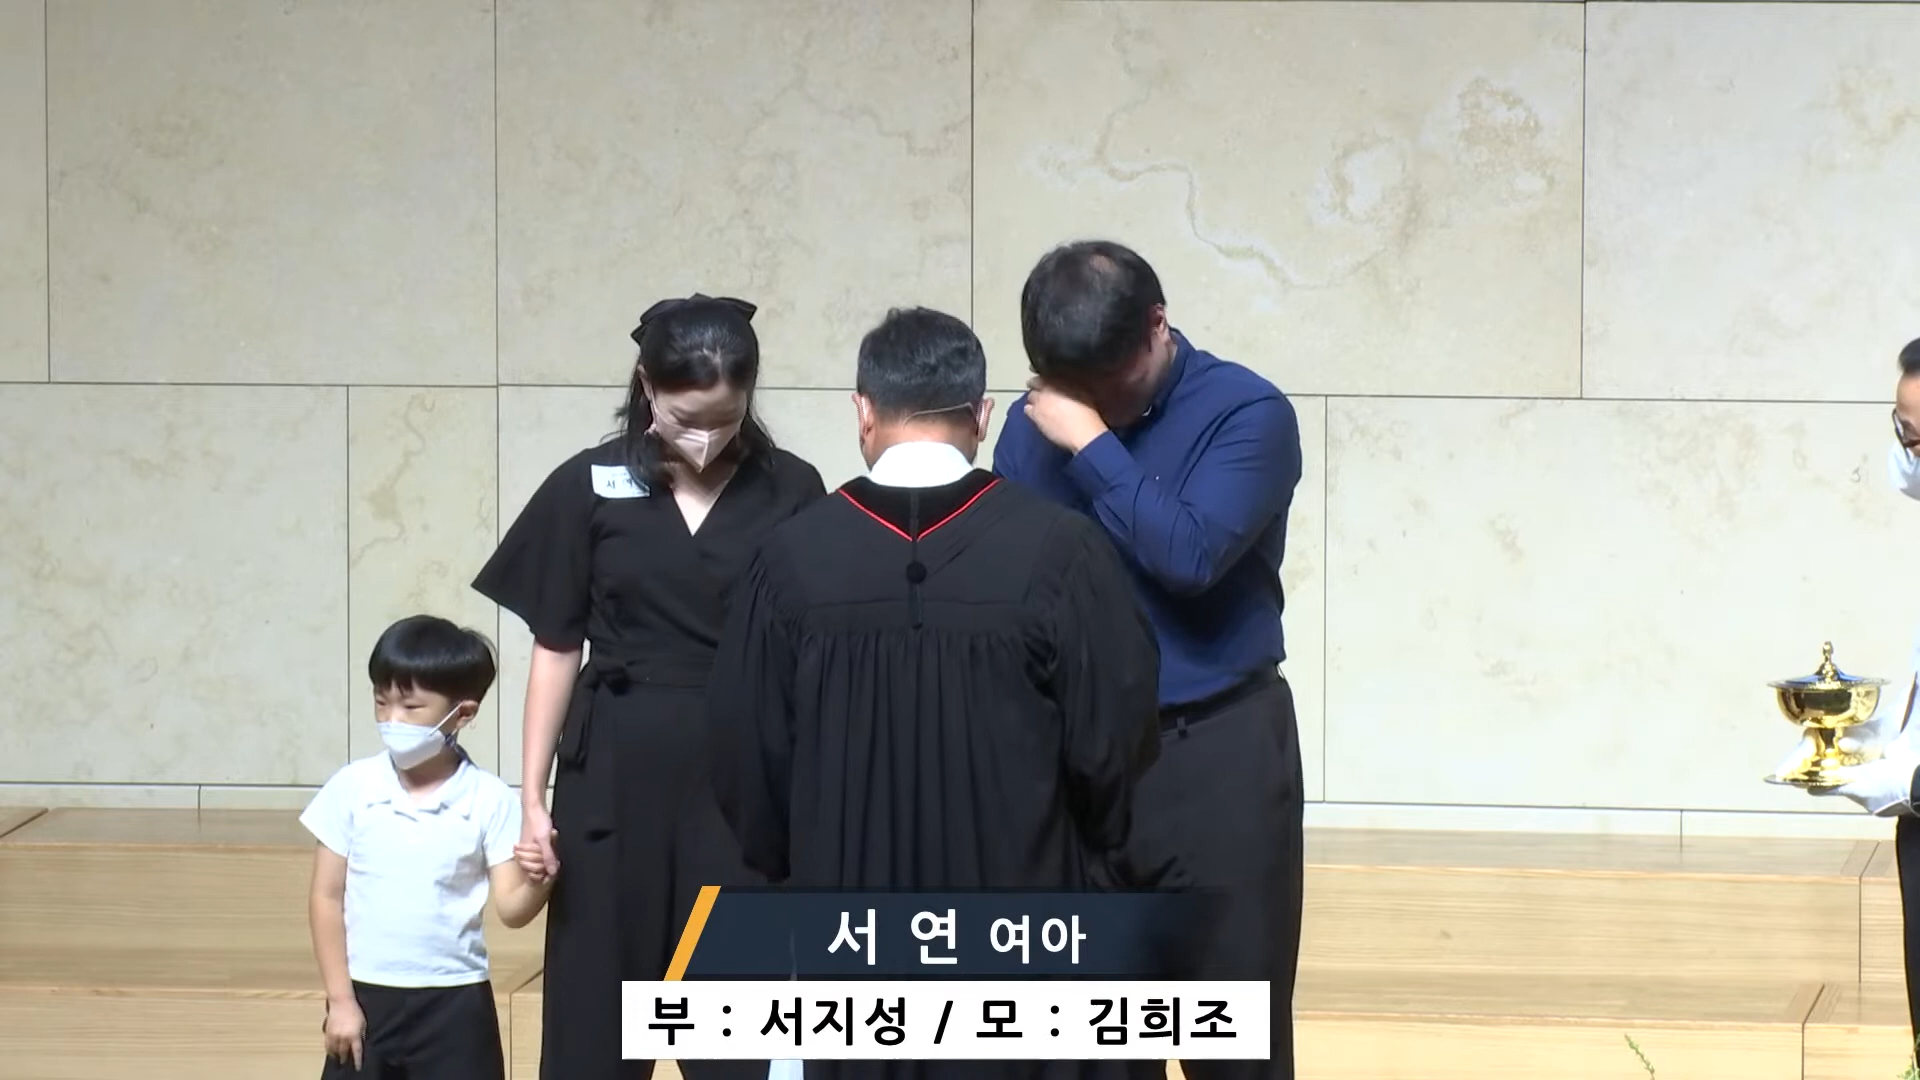 서 연 여아
부 : 서지성 / 모 : 김희조